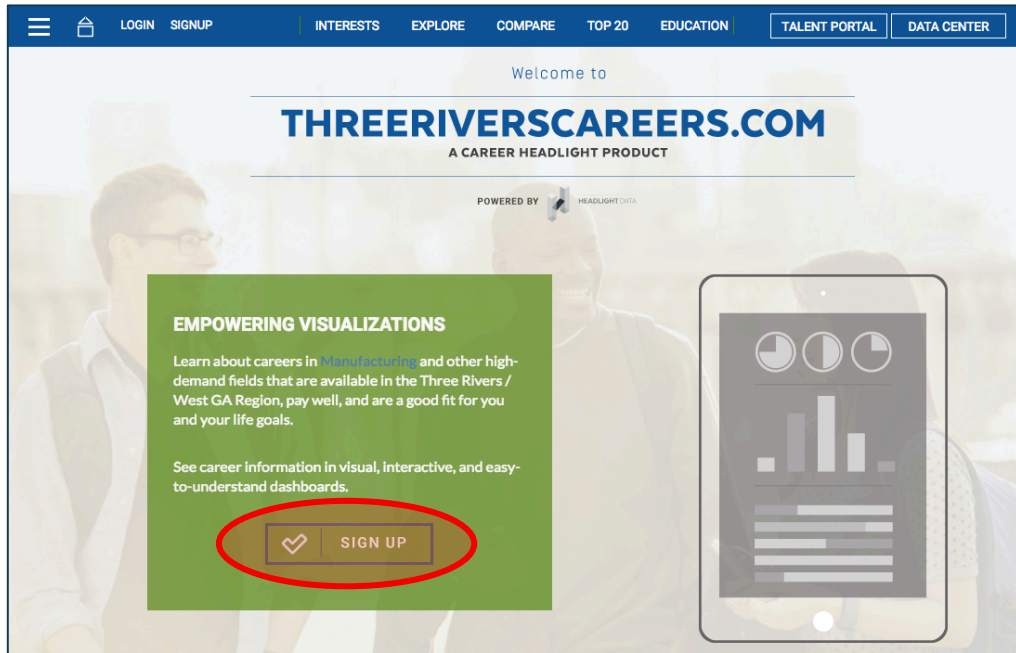 LOGIN SIGNUP INTERESTS EXPLORE COMPARE TOP 20 EDUCATION TALENT PORTAL DATA CENTER
Welcome to
THREERIVERSCAREERS.COM
A CAREER HEADLIGHT PRODUCT
POWERED BY HEADLIGHTDATA
EMPOWERING VISUALIZATIONS
Learn about careers in Manufacturing and other high-
demand fields that are available in the Three Rivers /
West GA Region, pay well, and are a good fit for you
and your life goals.
See career information in visual, interactive, and easy-
to-understand dashboards.
SIGN UP